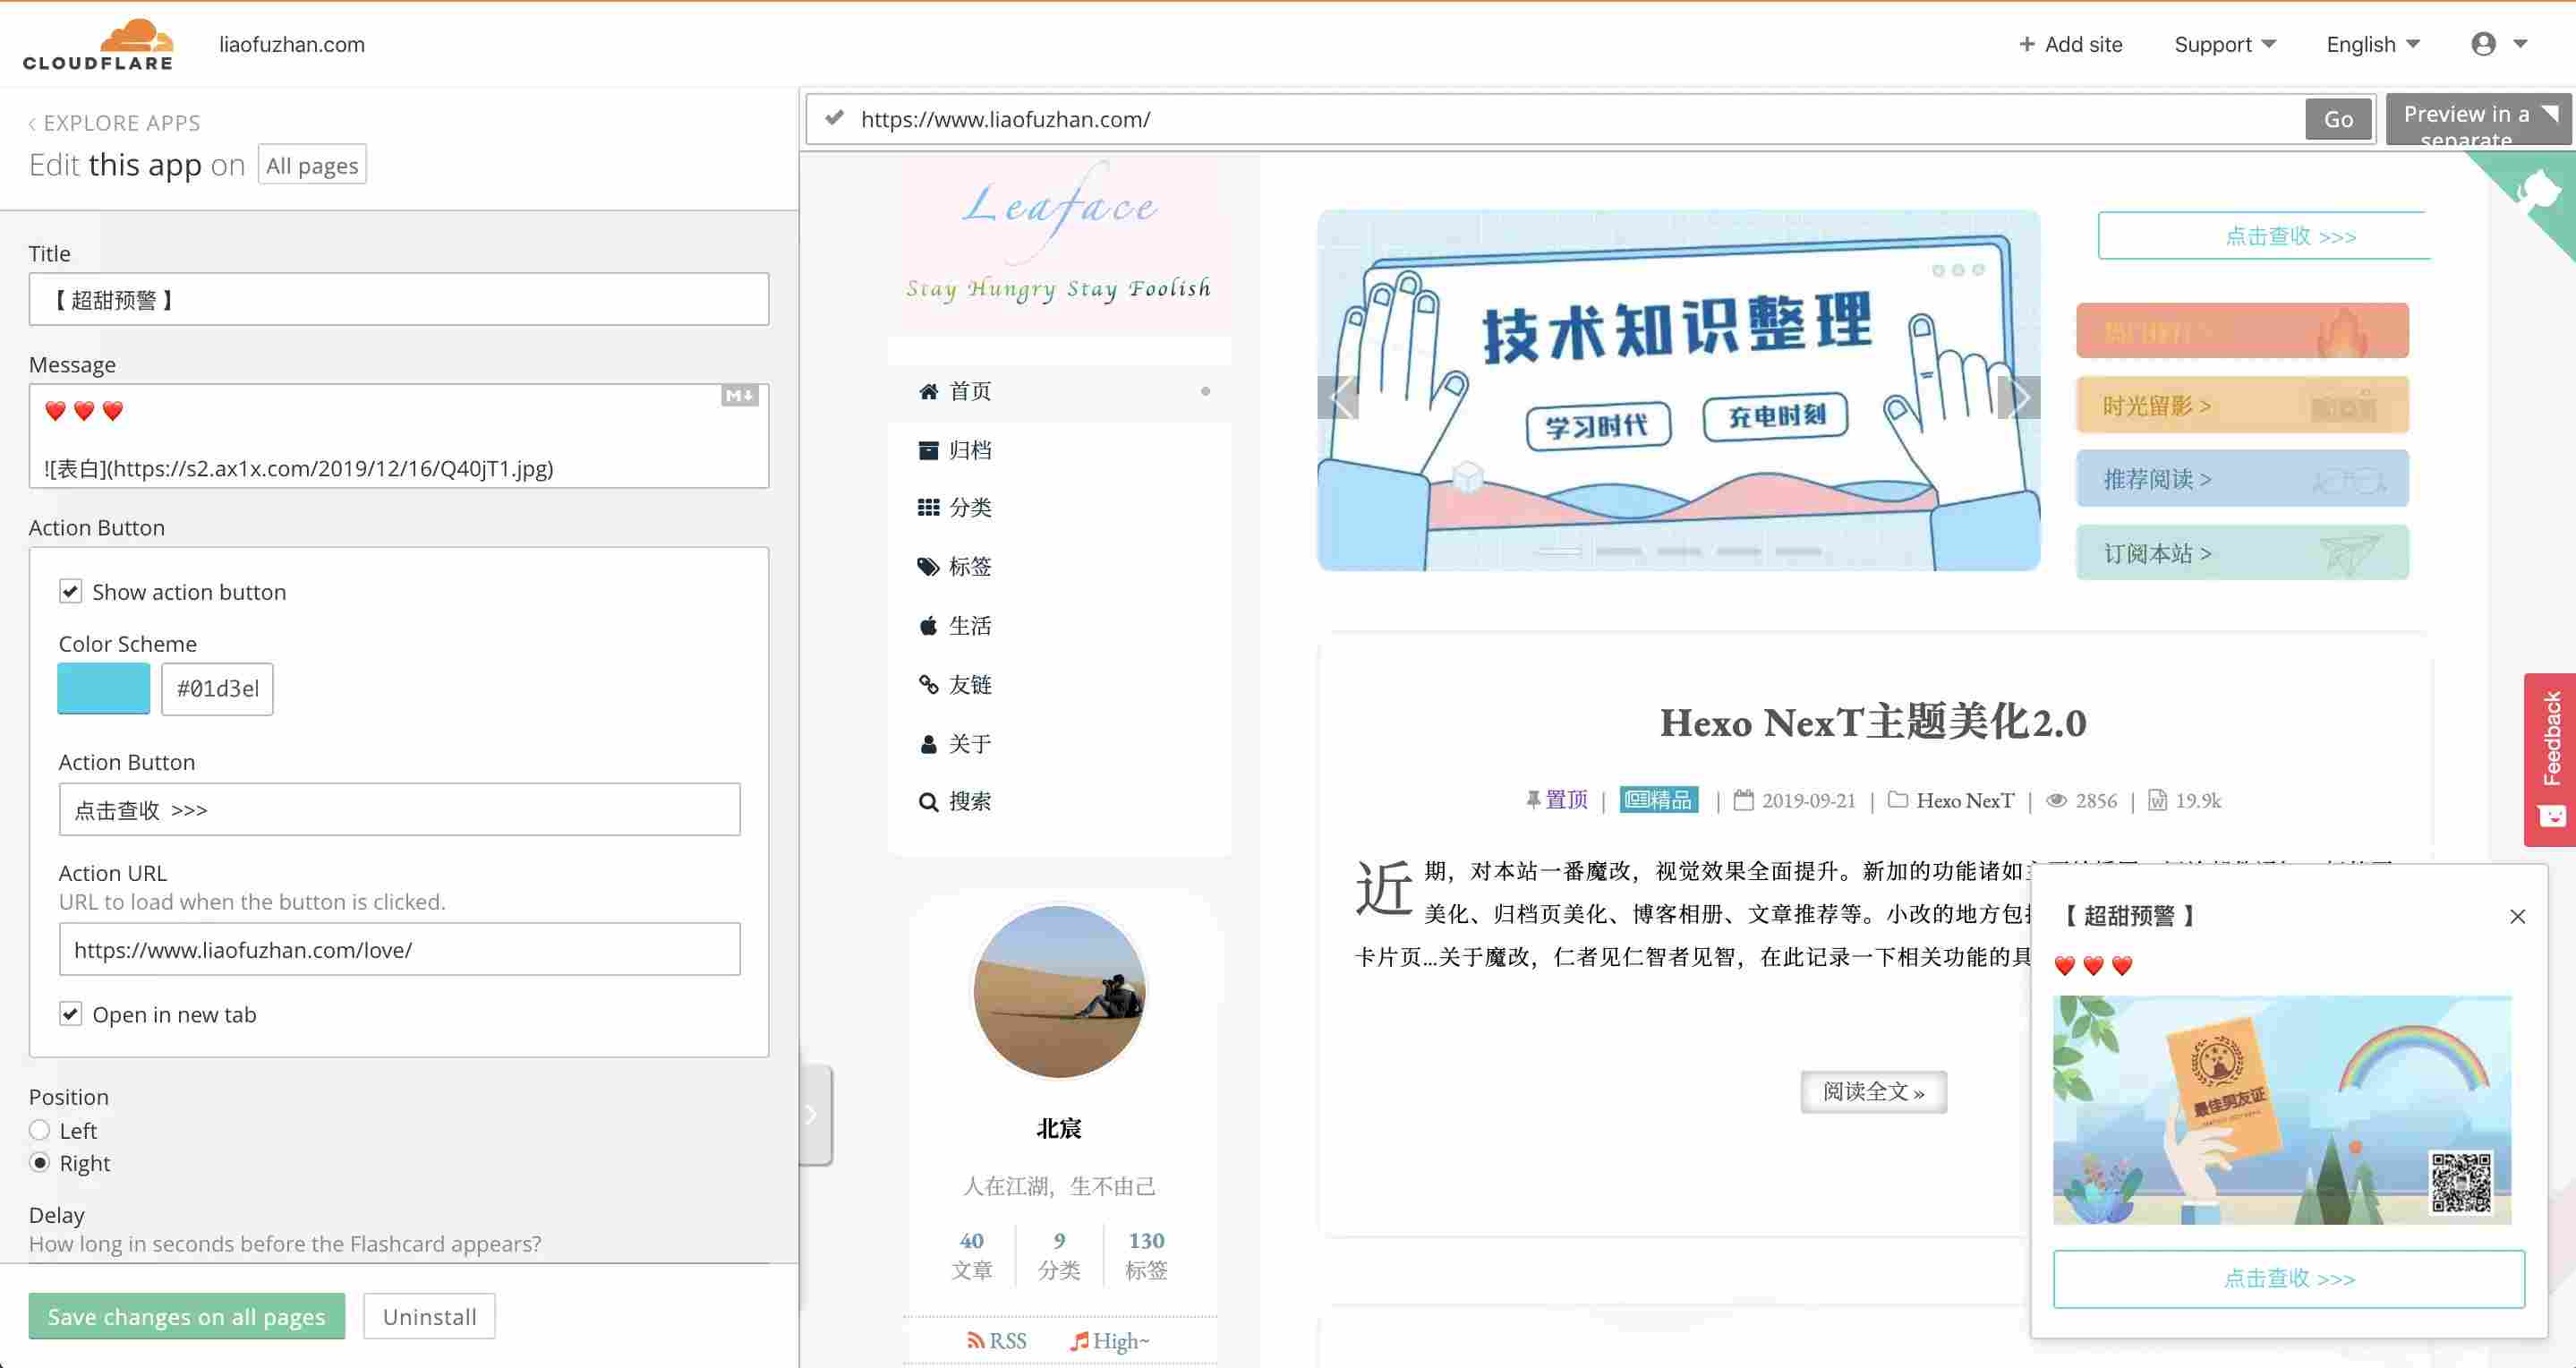 CLOUDFLARE
liaofuzhan.com
+ Add site
Support
English
‹ EXPLORE APPS
Edit this app on All pages
Title
【 超甜预警 】
Message
M
❤️ ❤️ ❤️
![表白](https://s2.ax1x.com/2019/12/16/Q40jT1.jpg)
Action Button
Show action button
Color Scheme
#01d3el
Action Button
点击查收 >>>
Action URL
URL to load when the button is clicked.
https://www.liaofuzhan.com/love/
Open in new tab
Position
Left
Right
Delay
How long in seconds before the Flashcard appears?
Save changes on all pages
Uninstall
https://www.liaofuzhan.com/
Go
Preview in a
separate
Leaface
Stay Hungry Stay Foolish
首页
归档
分类
标签
生活
友链
关于
搜索
北宸
人在江湖，生不由己
40
文章
9
分类
130
标签
RSS
High~
技术知识整理
学习时代
充电时刻
点击查收 >>>
时光留影 >
推荐阅读 >
订阅本站 >
Hexo NexT主题美化2.0
置顶 | 精品 | 2019-09-21 | Hexo NexT | 2856 | 19.9k
近期，对本站一番魔改，视觉效果全面提升。新加的功能诸如
美化、归档页美化、博客相册、文章推荐等。小改的地方包
卡片页...关于魔改，仁者见仁智者见智，在此记录一下相关功能的具
阅读全文 »
Feedback
【 超甜预警 】
×
❤️ ❤️ ❤️
最佳男友证
点击查收 >>>